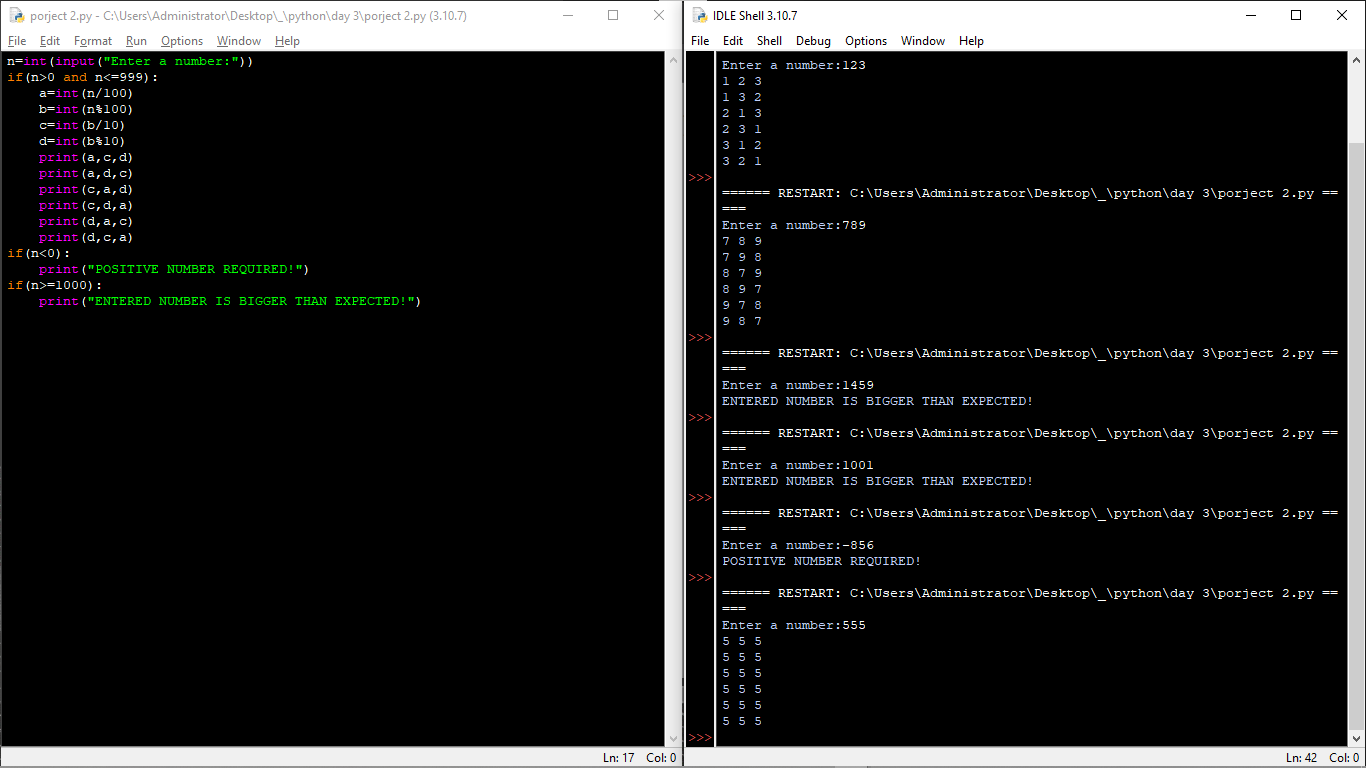 porject 2.py - C:\Users\Administrator\Desktop\_\python\day 3\porject 2.py (3.10.7)
File Edit Format Run Options Window Help
n=int(input("Enter a number:"))
if(n>0 and n<=999):
    a=int(n/100)
    b=int(n%100)
    c=int(b/10)
    d=int(b%10)
    print(a,c,d)
    print(a,d,c)
    print(c,a,d)
    print(c,d,a)
    print(d,a,c)
    print(d,c,a)
if(n<0):
    print("POSITIVE NUMBER REQUIRED!")
if(n>=1000):
    print("ENTERED NUMBER IS BIGGER THAN EXPECTED!")
Ln: 17 Col: 0
IDLE Shell 3.10.7
File Edit Shell Debug Options Window Help
Enter a number:123
1 2 3
1 3 2
2 1 3
2 3 1
3 1 2
3 2 1
>>>
====== RESTART: C:\Users\Administrator\Desktop\_\python\day 3\porject 2.py ==
===
Enter a number:789
7 8 9
7 9 8
8 7 9
8 9 7
9 7 8
9 8 7
>>>
====== RESTART: C:\Users\Administrator\Desktop\_\python\day 3\porject 2.py ==
===
Enter a number:1459
ENTERED NUMBER IS BIGGER THAN EXPECTED!
>>>
====== RESTART: C:\Users\Administrator\Desktop\_\python\day 3\porject 2.py ==
===
Enter a number:1001
ENTERED NUMBER IS BIGGER THAN EXPECTED!
>>>
====== RESTART: C:\Users\Administrator\Desktop\_\python\day 3\porject 2.py ==
===
Enter a number:-856
POSITIVE NUMBER REQUIRED!
>>>
====== RESTART: C:\Users\Administrator\Desktop\_\python\day 3\porject 2.py ==
===
Enter a number:555
5 5 5
5 5 5
5 5 5
5 5 5
5 5 5
5 5 5
>>>
Ln: 42 Col: 0